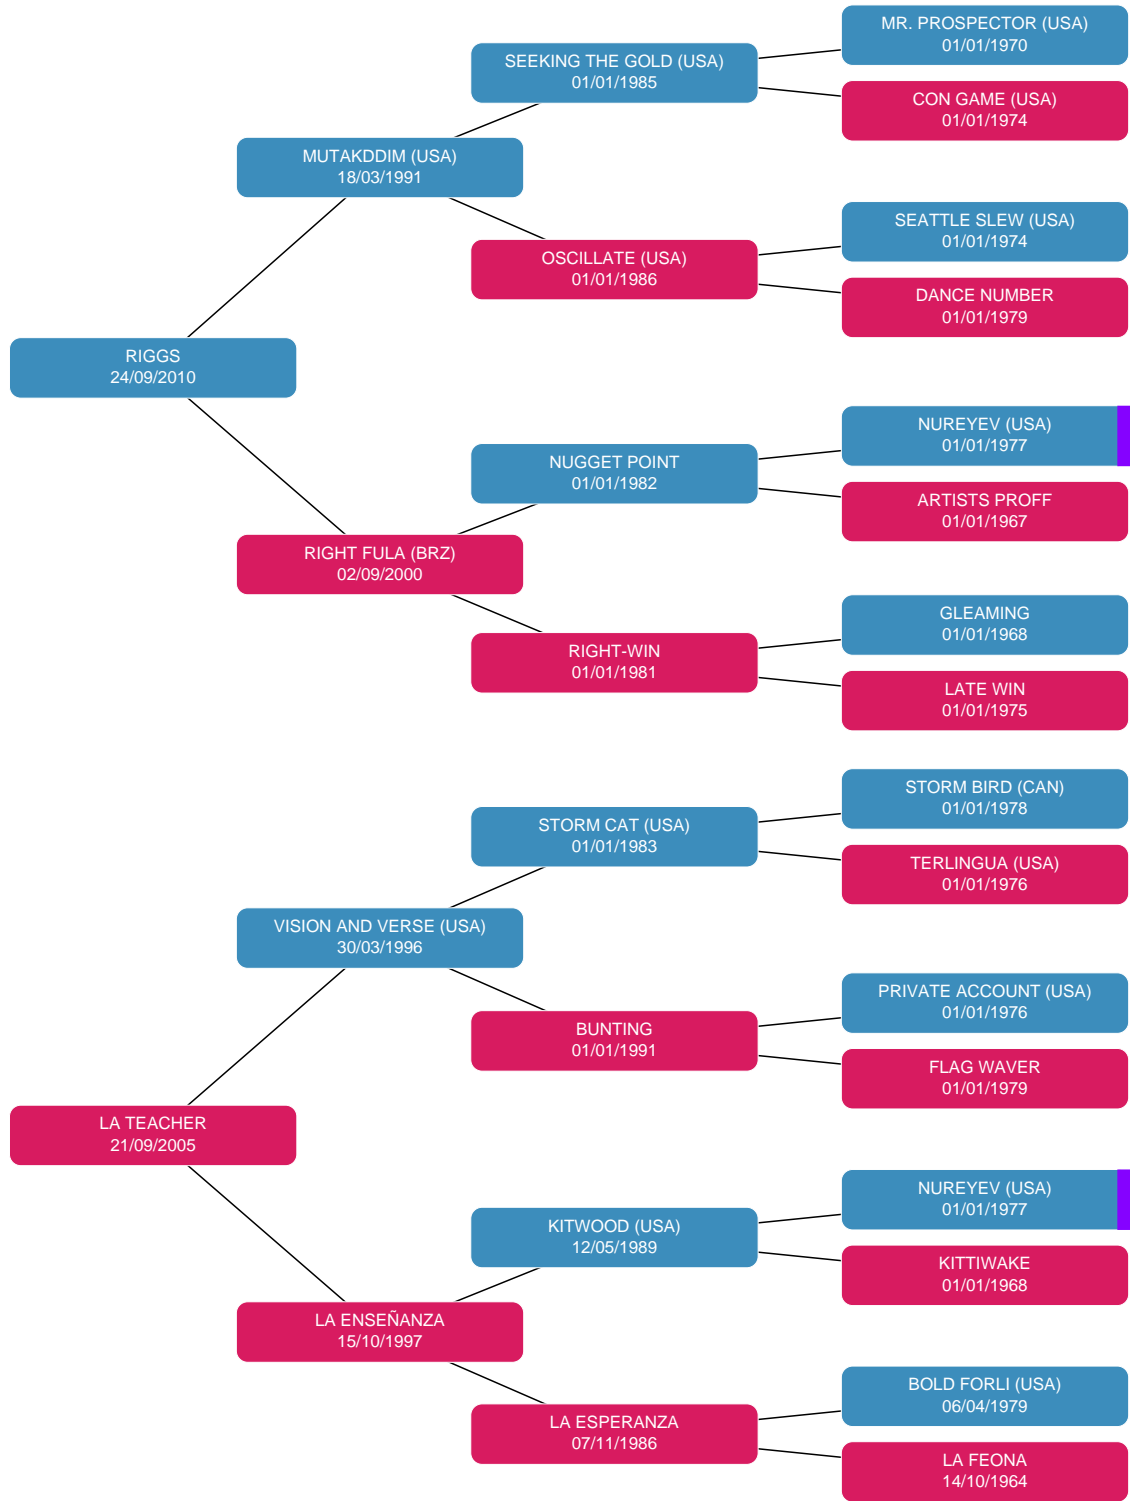 MR. PROSPECTOR (USA)
01/01/1970
SEEKING THE GOLD (USA)
01/01/1985
CON GAME (USA)
01/01/1974
MUTAKDDIM (USA)
18/03/1991
SEATTLE SLEW (USA)
01/01/1974
OSCILLATE (USA)
01/01/1986
DANCE NUMBER
01/01/1979
RIGGS
24/09/2010
NUREYEV (USA)
01/01/1977
NUGGET POINT
01/01/1982
ARTISTS PROFF
01/01/1967
RIGHT FULA (BRZ)
02/09/2000
GLEAMING
01/01/1968
RIGHT-WIN
01/01/1981
LATE WIN
01/01/1975
STORM BIRD (CAN)
01/01/1978
STORM CAT (USA)
01/01/1983
TERLINGUA (USA)
01/01/1976
VISION AND VERSE (USA)
30/03/1996
PRIVATE ACCOUNT (USA)
01/01/1976
BUNTING
01/01/1991
FLAG WAVER
01/01/1979
LA TEACHER
21/09/2005
NUREYEV (USA)
01/01/1977
KITWOOD (USA)
12/05/1989
KITTIWAKE
01/01/1968
LA ENSEÑANZA
15/10/1997
BOLD FORLI (USA)
06/04/1979
LA ESPERANZA
07/11/1986
LA FEONA
14/10/1964